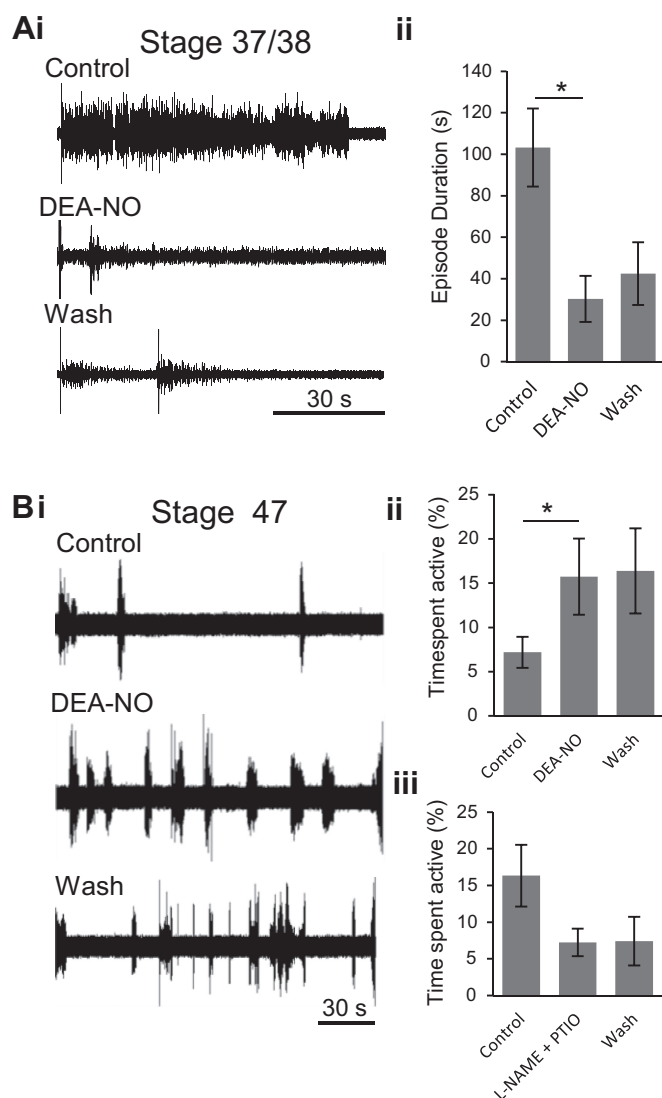 Ai
Stage 37/38
Control
DEA-NO
Wash
30 s
ii
Episode Duration (s)
140
120
100
80
60
40
20
0
*
Control
DEA-NO
Wash
Bi
Stage 47
Control
DEA-NO
Wash
30 s
ii
Timespent active (%)
25
20
15
10
5
0
*
Control
DEA-NO
Wash
iii
Time spent active (%)
25
20
15
10
5
0
Control
L-NAME + PTIO
Wash